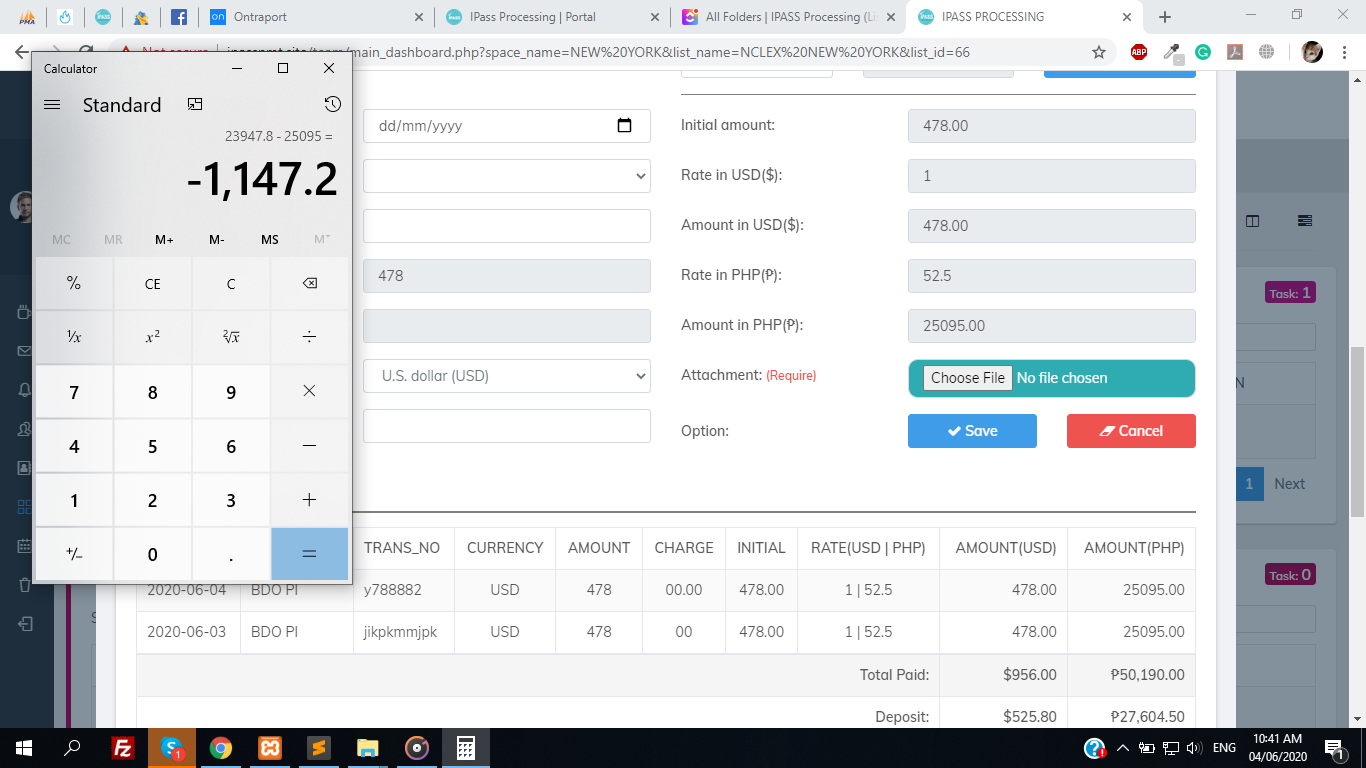 Ontraport
IPass Processing | Portal
All Folders | IPASS Processing (Li
IPASS PROCESSING
Not secure | ipasspmt.site/team/main_dashboard.php?space_name=NEW%20YORK&list_name=NCLEX%20NEW%20YORK&list_id=66
Calculator
Standard
23947.8 - 25095 =
-1,147.2
MC MR M+ M- MS M˅
% CE C
¹⁄x x² ²√x ÷
7 8 9 ×
4 5 6 −
1 2 3 +
+/− 0 . =
dd/mm/yyyy
478
U.S. dollar (USD)
Initial amount: 478.00
Rate in USD($): 1
Amount in USD($): 478.00
Rate in PHP(₱): 52.5
Amount in PHP(₱): 25095.00
Attachment: (Require) Choose File No file chosen
Option: Save Cancel
Task: 1
N
1 Next
Task: 0
TRANS_NO CURRENCY AMOUNT CHARGE INITIAL RATE(USD | PHP) AMOUNT(USD) AMOUNT(PHP)
2020-06-04 BDO PI y788882 USD 478 00.00 478.00 1 | 52.5 478.00 25095.00
2020-06-03 BDO PI jikpkmmjpk USD 478 00 478.00 1 | 52.5 478.00 25095.00
Total Paid: $956.00 ₱50,190.00
Deposit: $525.80 ₱27,604.50
ENG
10:41 AM
04/06/2020